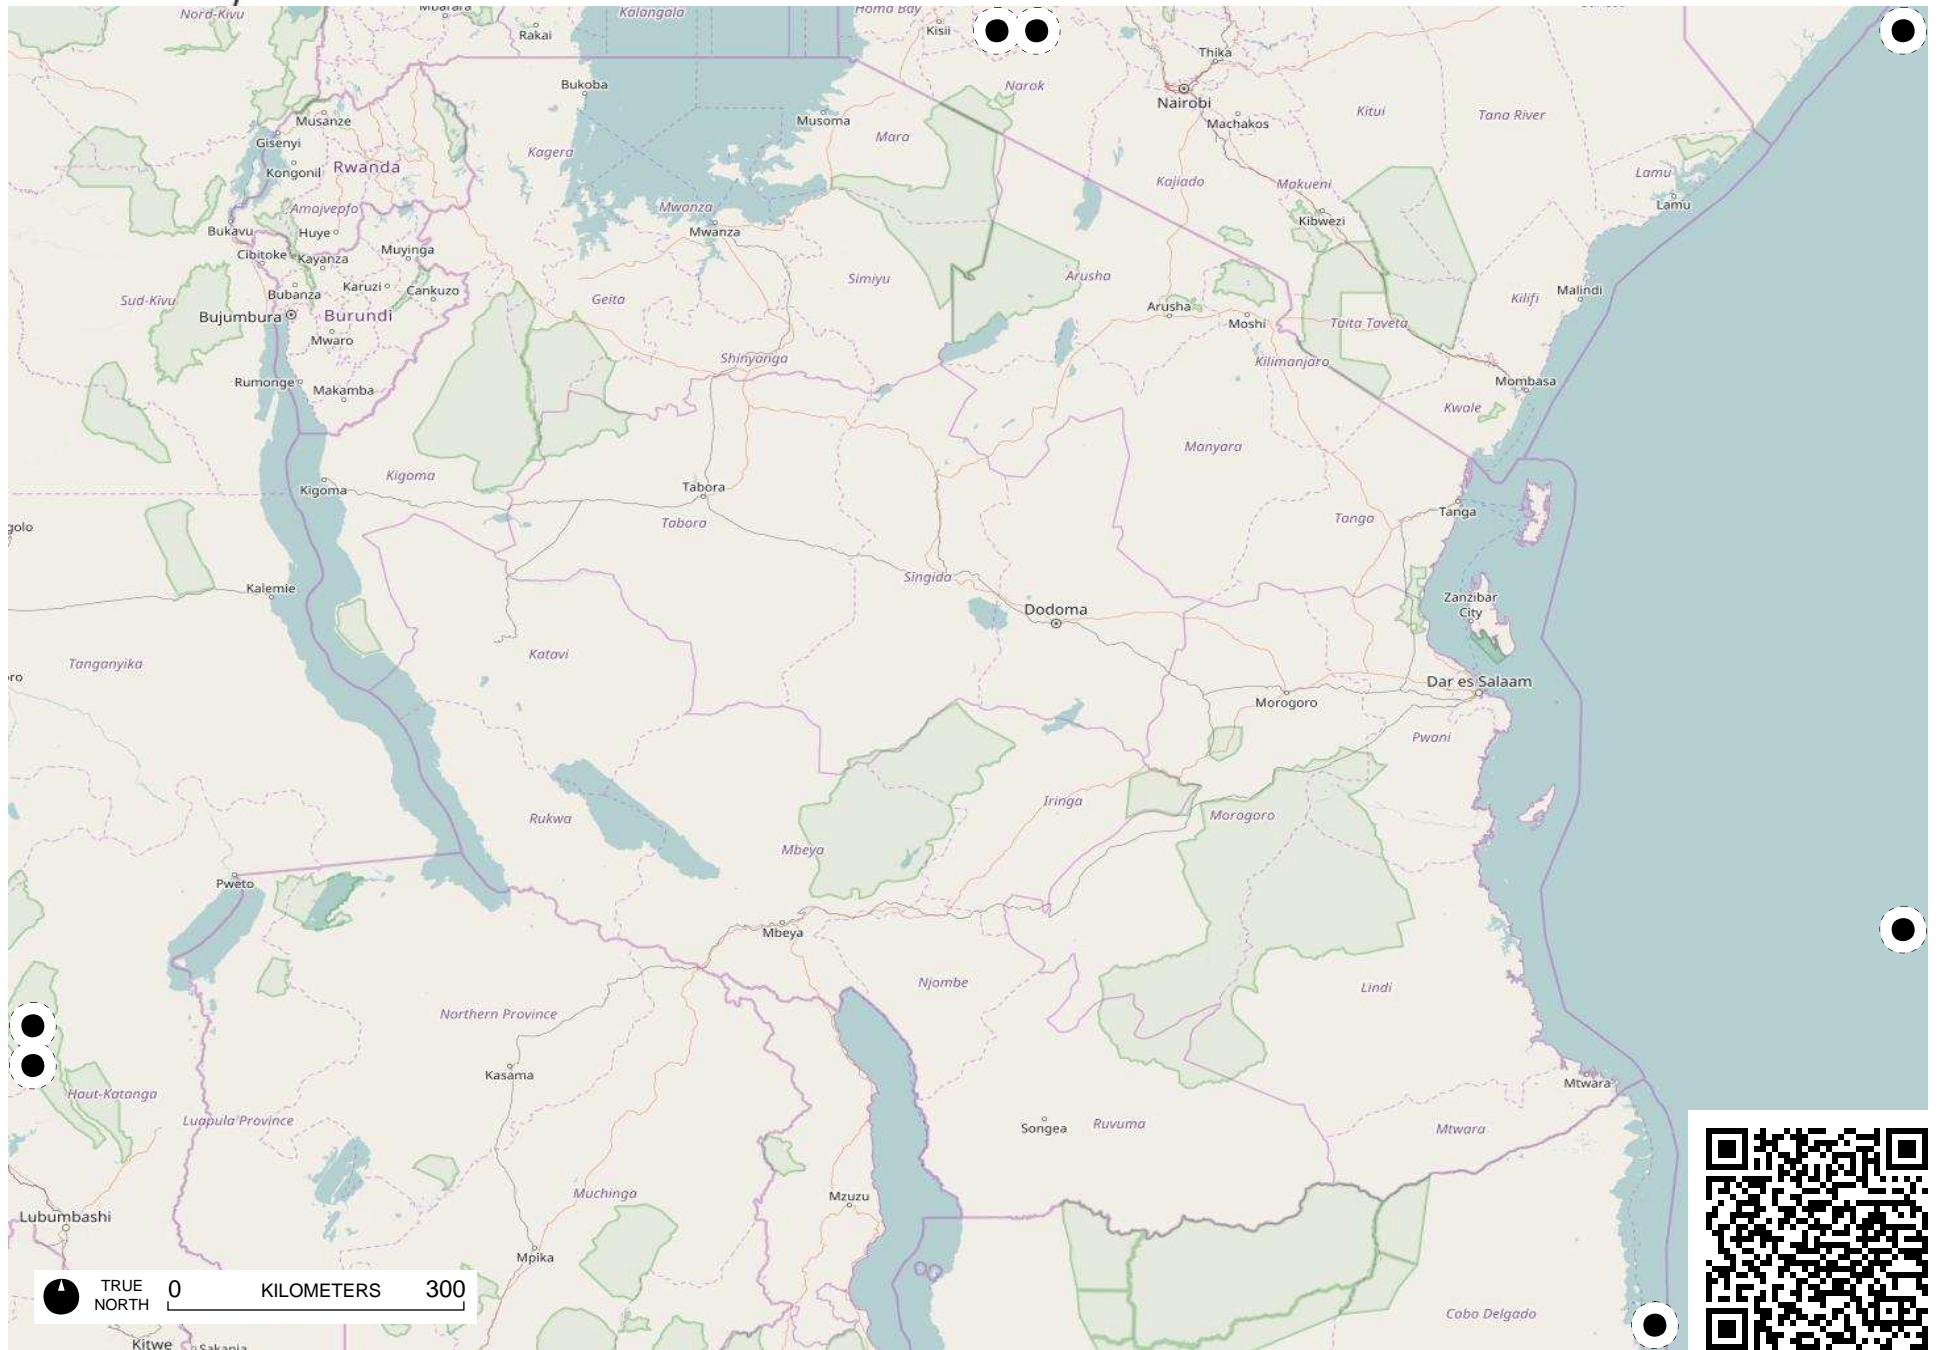 Nord-Kivu
Mbarara
Kalangala
Homa Bay
Rakai
Kisii
Thika
Bukoba
Narok
Nairobi
Musanze
Musoma
Mara
Machakos
Kitui
Tana River
Gisenyi
Kagera
Rwanda
Kongonil
Kajiado
Makueni
Lamu
Amajyepfo
Mwanza
Lamu
Bukavu
Huye
Mwanza
Kibwezi
Cibitoke
Kayanza
Muyinga
Simiyu
Arusha
Sud-Kivu
Bubanza
Karuzi
Cankuzo
Geita
Arusha
Kilifi
Malindi
Bujumbura
Burundi
Moshi
Taita Taveta
Mwaro
Shinyanga
Kilimanjaro
Rumonge
Makamba
Mombasa
Kwale
Manyara
Kigoma
Kigoma
Tabora
Tabora
Tanga
Tanga
golo
Singida
Kalemie
Dodoma
Zanzibar
City
Tanganyika
Katavi
oro
Dar es Salaam
Morogoro
Pwani
Rukwa
Iringa
Morogoro
Mbeya
Pweto
Mbeya
Njombe
Lindi
Northern Province
Kasama
Mtwara
Haut-Katanga
Luapula Province
Songea
Ruvuma
Mtwara
Muchinga
Mzuzu
Lubumbashi
Mpika
TRUE
NORTH
0 KILOMETERS 300
Cobo Delgado
Kitwe
Sakania